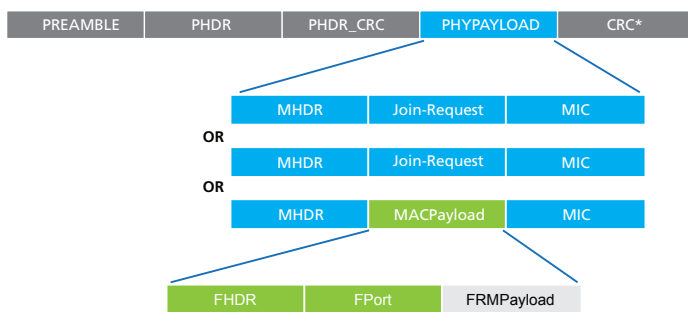 PREAMBLE PHDR PHDR_CRC PHYPAYLOAD CRC*
MHDR Join-Request MIC
OR
MHDR Join-Request MIC
OR
MHDR MACPayload MIC
FHDR FPort FRMPayload